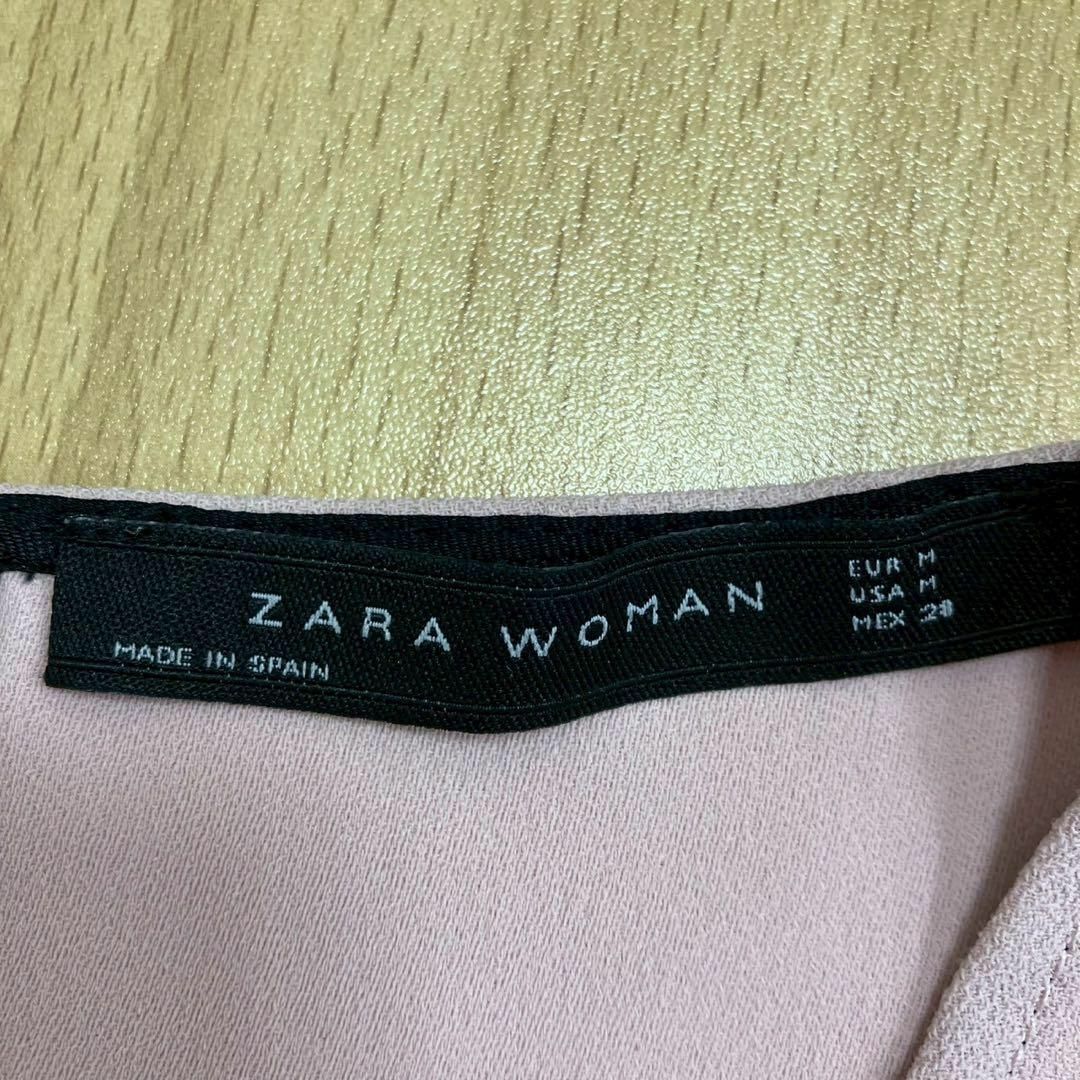 ZARA WOMAN
MADE IN SPAIN
EUR M
USA M
MEX 28